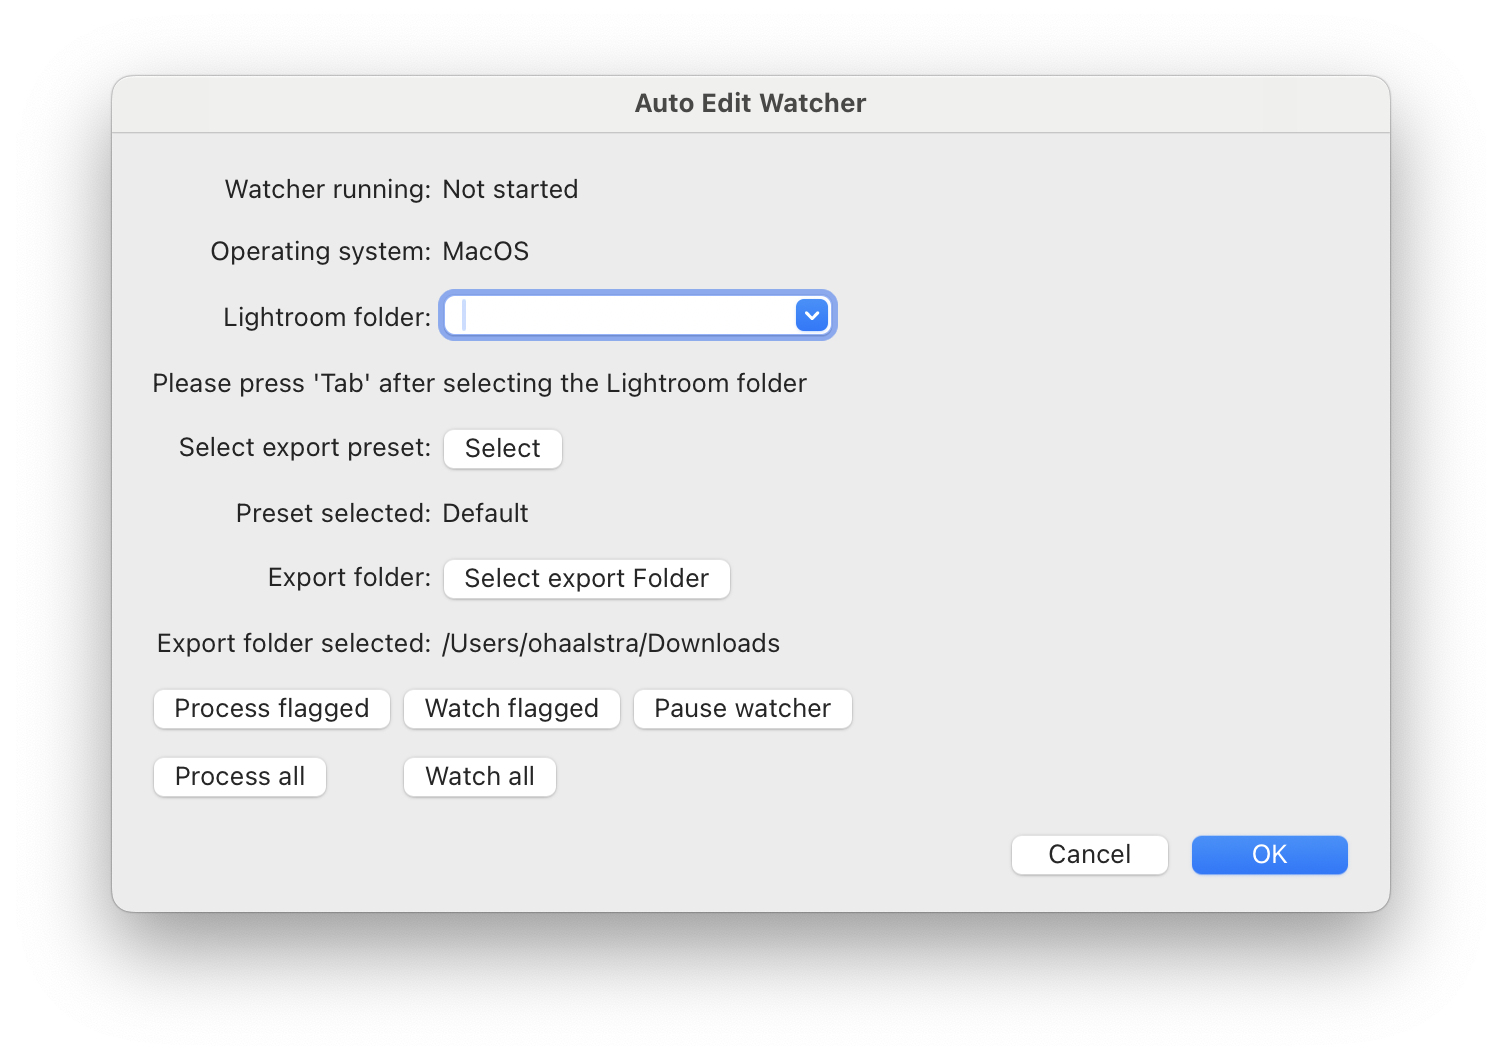 Auto Edit Watcher
Watcher running: Not started
Operating system: MacOS
Lightroom folder:
Please press 'Tab' after selecting the Lightroom folder
Select export preset: Select
Preset selected: Default
Export folder: Select export Folder
Export folder selected: /Users/ohaalstra/Downloads
Process flagged Watch flagged Pause watcher
Process all Watch all
Cancel OK